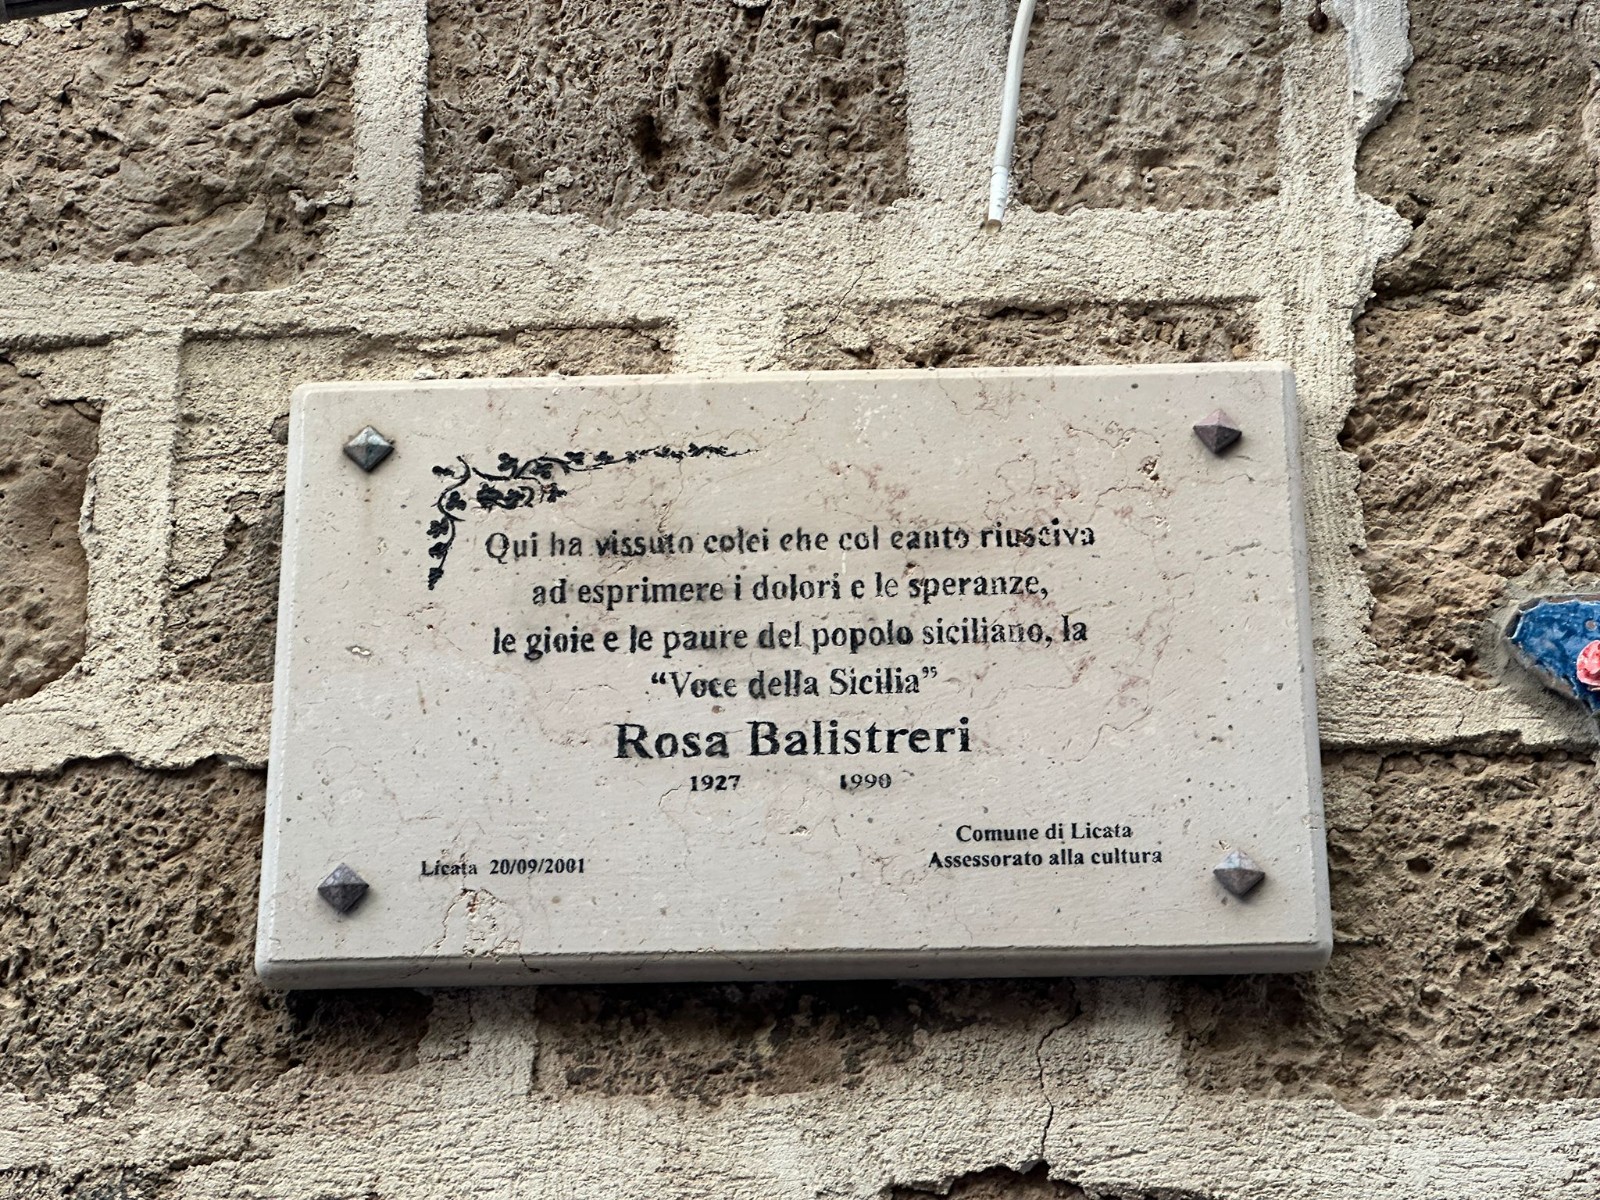 Qui ha vissuto colei che col canto riusciva
ad esprimere i dolori e le speranze,
le gioie e le paure del popolo siciliano, la
“Voce della Sicilia”
Rosa Balistreri
1927 1990
Comune di Licata
Assessorato alla cultura
Licata 20/09/2001